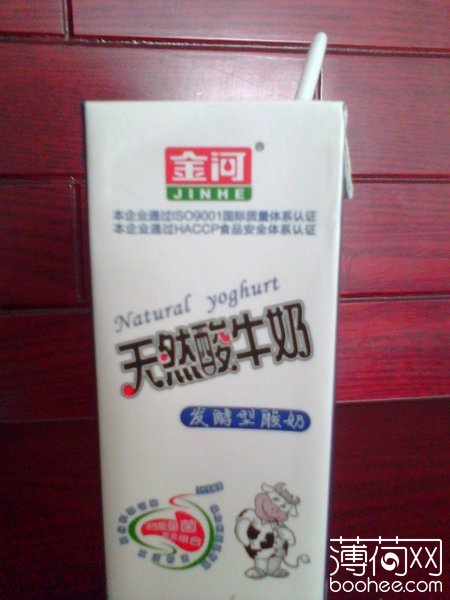 金河®
JINHE
本企业通过ISO9001国际质量体系认证
本企业通过HACCP食品安全体系认证
Natural yoghurt
天然酸牛奶
发酵型酸奶
薄荷网
boohee.com